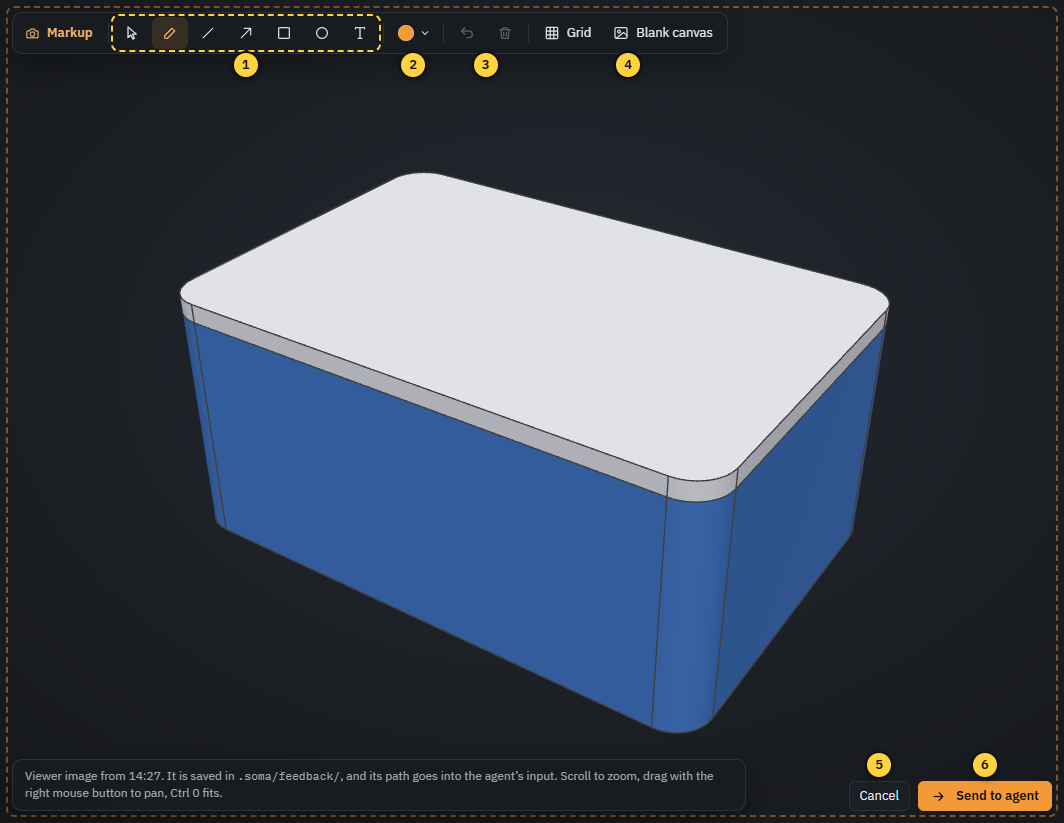 Markup
T
Grid
Blank canvas
1
2
3
4
Viewer image from 14:27. It is saved in .soma/feedback/, and its path goes into the agent’s input. Scroll to zoom, drag with the
right mouse button to pan, Ctrl 0 fits.
5
6
Cancel
Send to agent